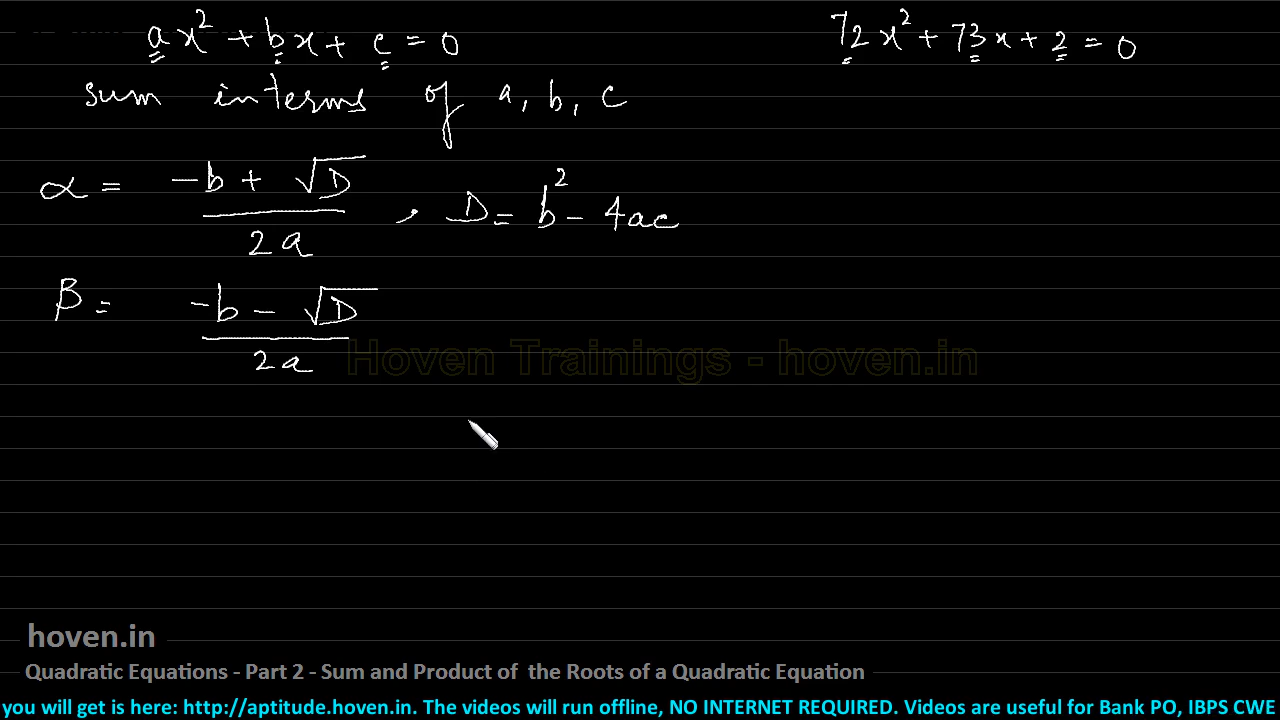 ax² + bx + c = 0
72x² + 73x + 2 = 0
sum in terms of a, b, c
α = (-b + √D)/2a , D = b² - 4ac
β = (-b - √D)/2a
Hoven Trainings - hoven.in
hoven.in
Quadratic Equations - Part 2 - Sum and Product of the Roots of a Quadratic Equation
you will get is here: http://aptitude.hoven.in. The videos will run offline, NO INTERNET REQUIRED. Videos are useful for Bank PO, IBPS CWE